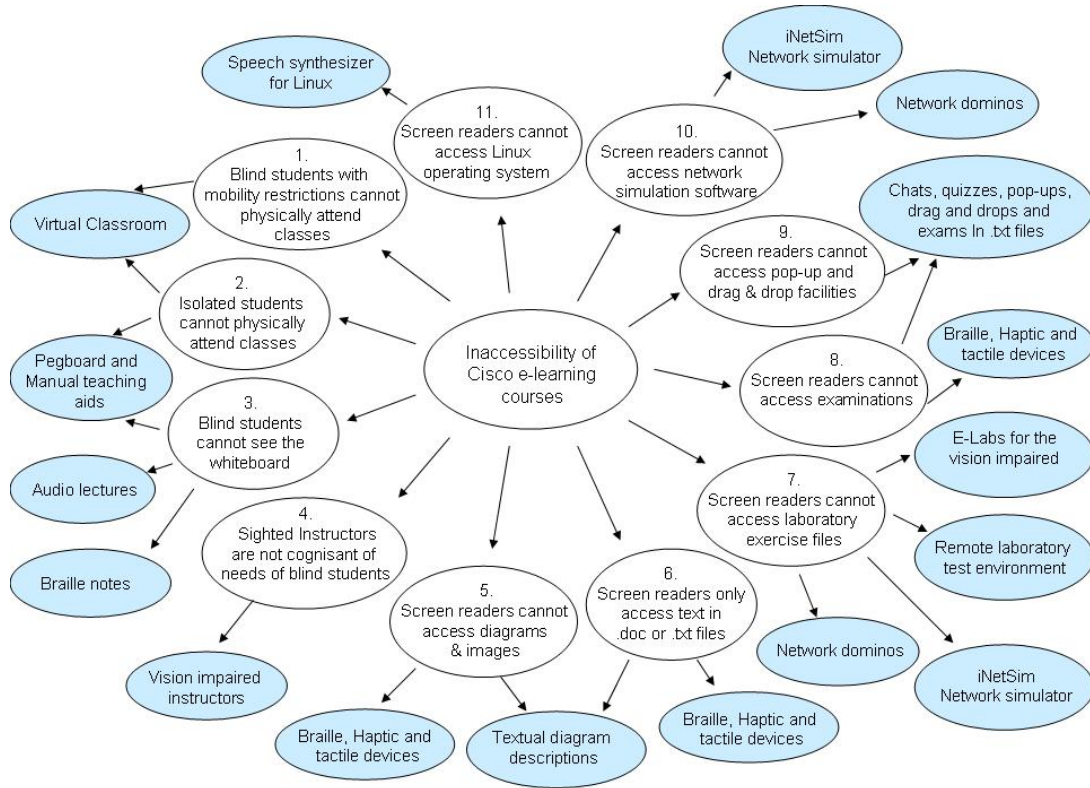 Speech synthesizer
for Linux
iNetSim
Network simulator
Network dominos
11.
Screen readers cannot
access Linux
operating system
10.
Screen readers cannot
access network
simulation software
1.
Blind students with
mobility restrictions cannot
physically attend
classes
Virtual Classroom
Chats, quizzes, pop-ups,
drag and drops and
exams In .txt files
9.
Screen readers cannot
access pop-up and
drag & drop facilities
2.
Isolated students
cannot physically
attend classes
Inaccessibility of
Cisco e-learning
courses
Pegboard and
Manual teaching
aids
Braille, Haptic and
tactile devices
8.
Screen readers cannot
access examinations
3.
Blind students
cannot see the
whiteboard
E-Labs for the
vision impaired
Audio lectures
7.
Screen readers cannot
access laboratory
exercise files
4.
Sighted Instructors
are not cognisant of
needs of blind students
Remote laboratory
test environment
Braille notes
5.
Screen readers cannot
access diagrams
& images
6.
Screen readers only
access text in
.doc or .txt files
Network dominos
iNetSim
Network simulator
Vision impaired
instructors
Braille, Haptic and
tactile devices
Textual diagram
descriptions
Braille, Haptic and
tactile devices